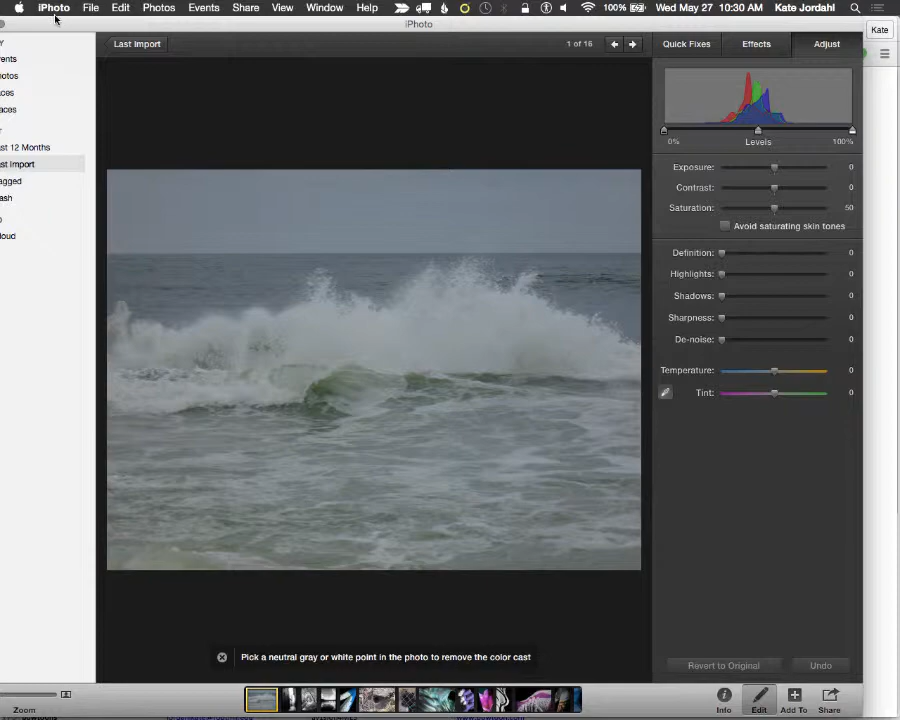 iPhoto File Edit Photos Events Share View Window Help 100% Wed May 27 10:30 AM Kate Jordahl
iPhoto
Kate
Last Import 1 of 16 Quick Fixes Effects Adjust
Y
ents
otos
ces
aces
r
st 12 Months
st Import
agged
ash
loud
0% Levels 100%
Exposure: 0
Contrast: 0
Saturation: 50
Avoid saturating skin tones
Definition: 0
Highlights: 0
Shadows: 0
Sharpness: 0
De-noise: 0
Temperature: 0
Tint: 0
Pick a neutral gray or white point in the photo to remove the color cast
Revert to Original Undo
Zoom Info Edit Add To Share